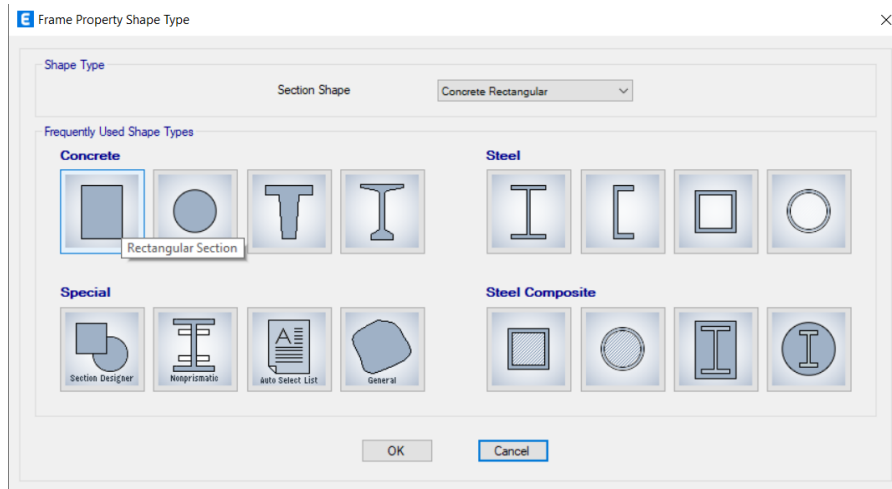 E Frame Property Shape Type
Shape Type
Section Shape
Concrete Rectangular
Frequently Used Shape Types
Concrete
Steel
Rectangular Section
Special
Steel Composite
Section Designer
Nonprismatic
A
Auto Select List
General
OK
Cancel